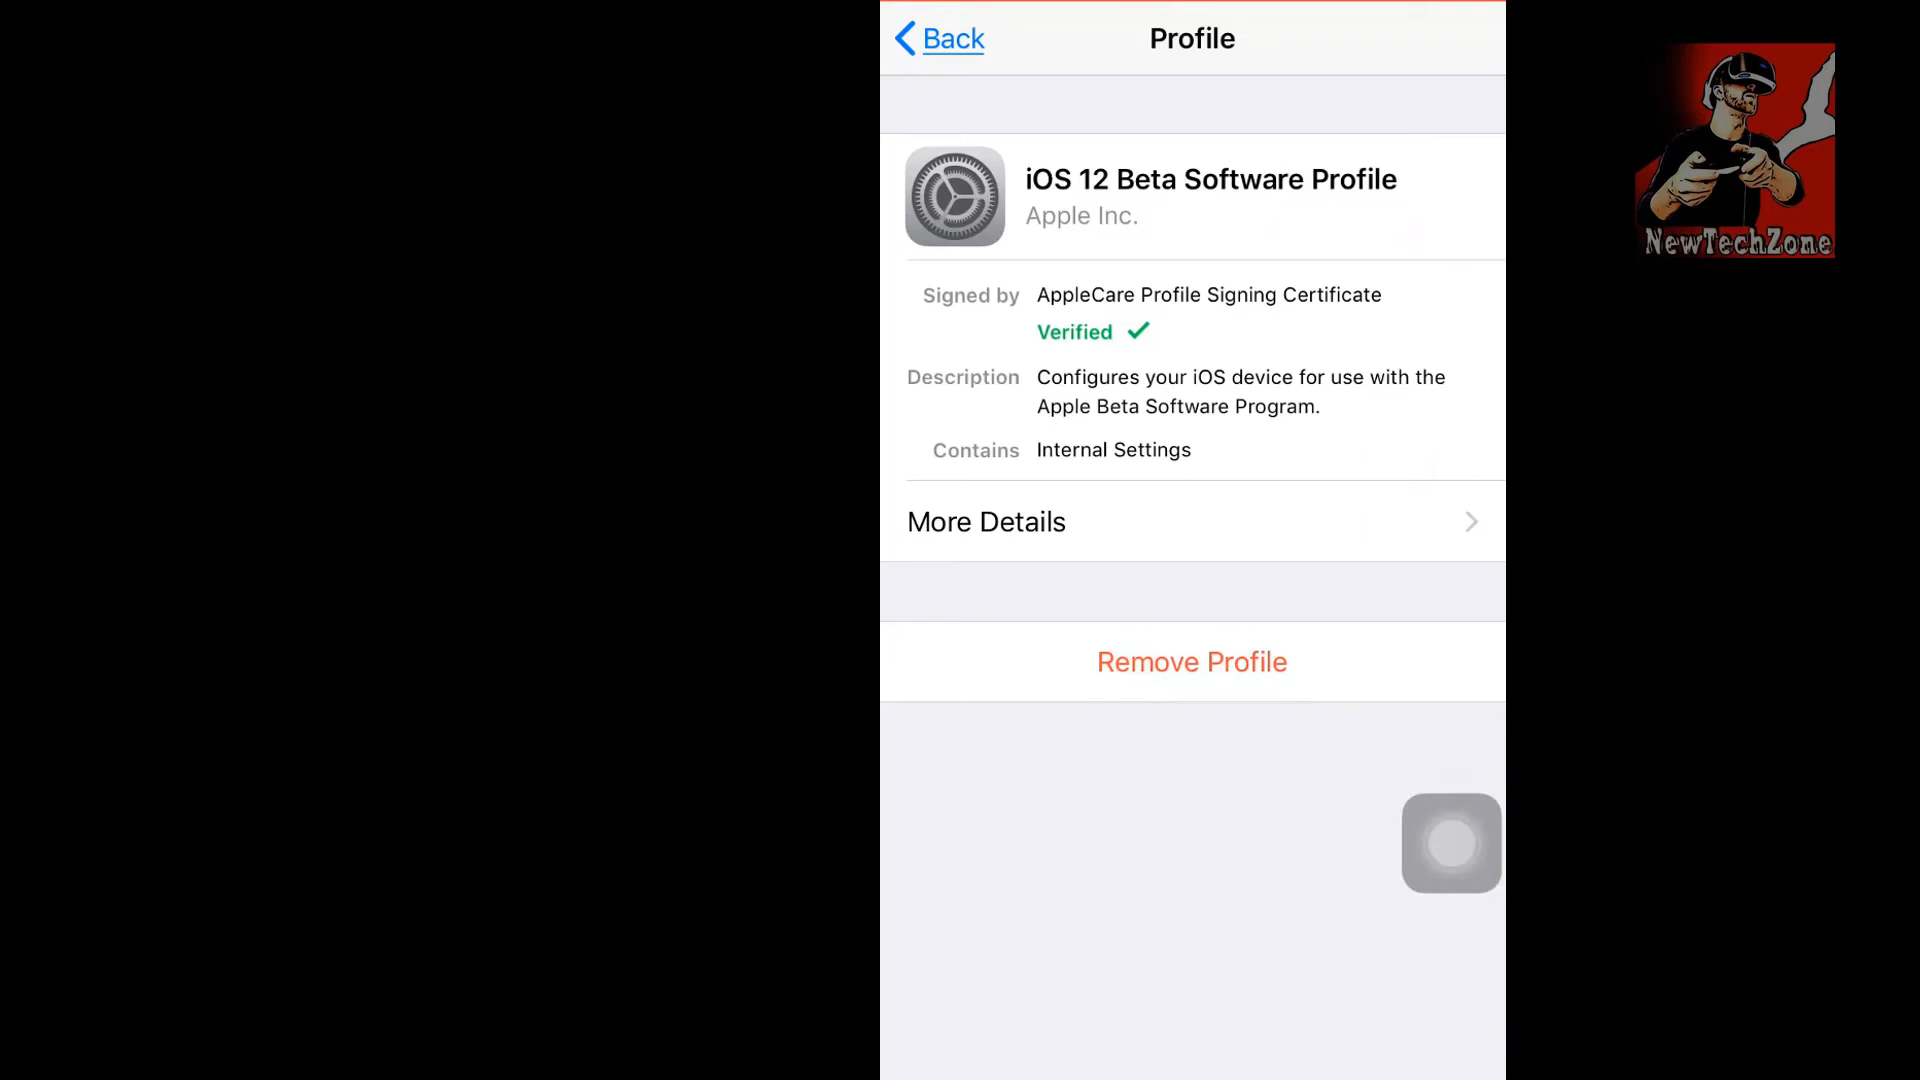 Back
Profile
iOS 12 Beta Software Profile
Apple Inc.
Signed by AppleCare Profile Signing Certificate
Verified ✓
Description Configures your iOS device for use with the
Apple Beta Software Program.
Contains Internal Settings
More Details
Remove Profile
NewTechZone